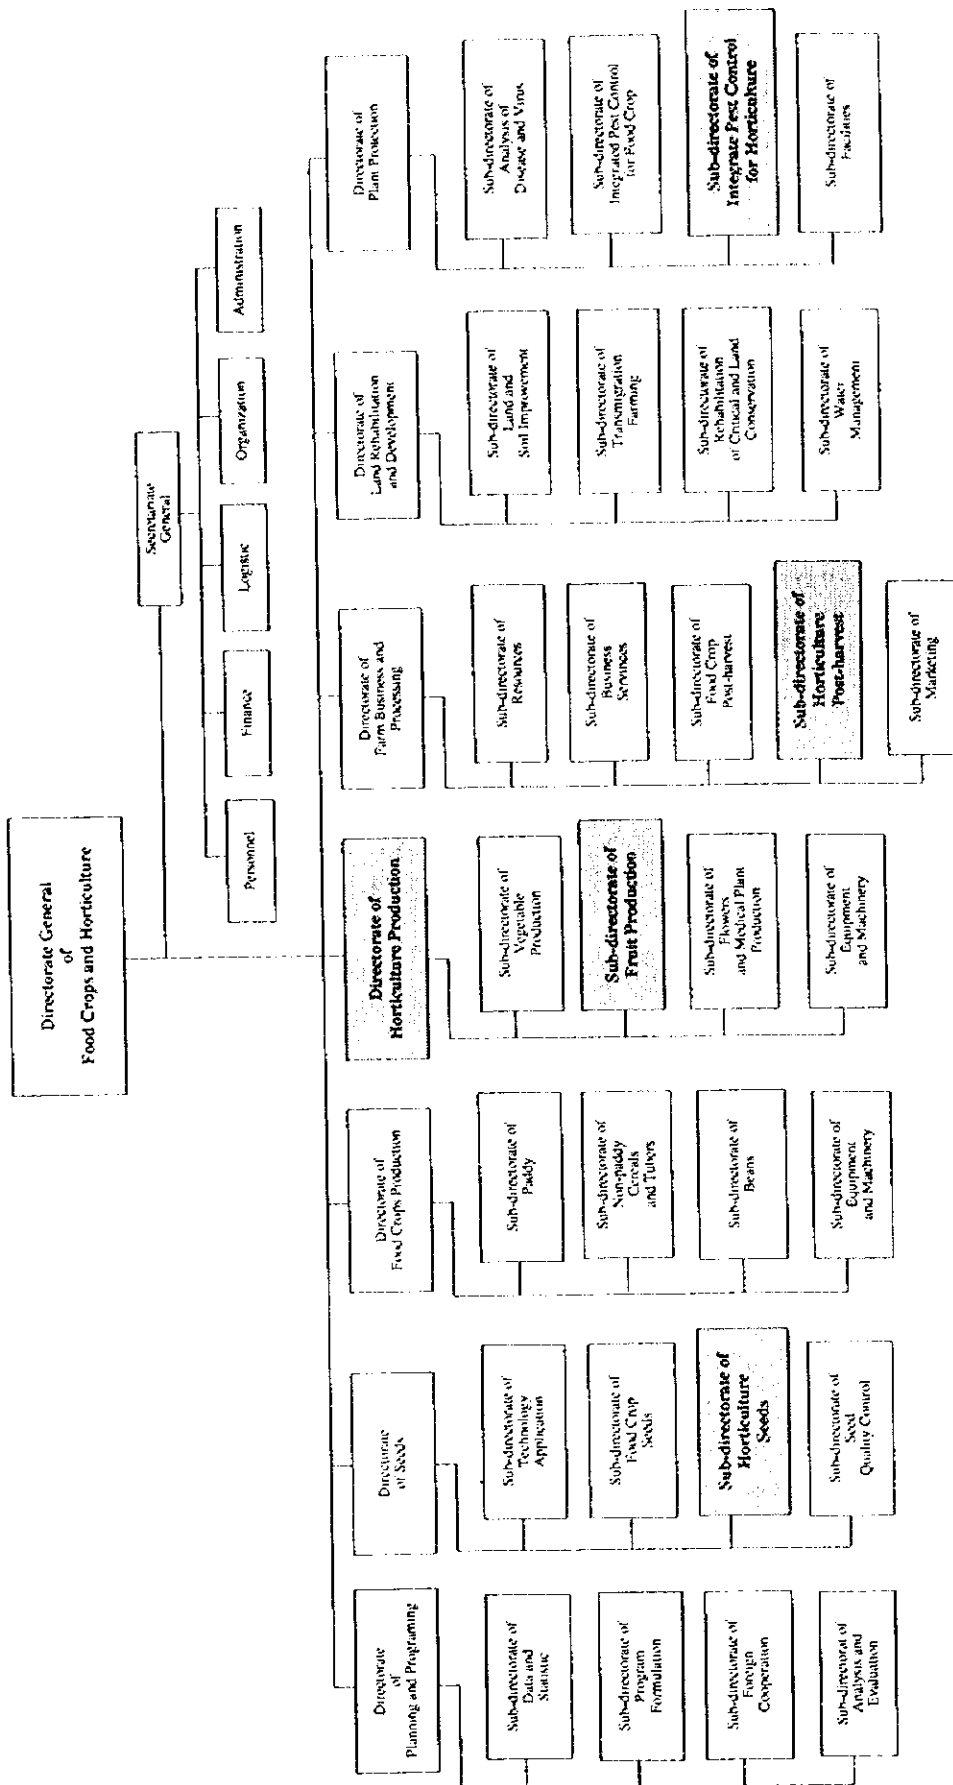 Directorate General
of
Food Crops and Horticulture
Secretariate
General
Personnel
Finance
Logistic
Organization
Administration
Directorate
of
Planning and Programing
Sub-directorate of
Data and
Statistic
Sub-directorate of
Program
Formulation
Sub-directorate of
Foreign
Cooperation
Sub-directorat of
Analysis and
Evaluation
Directorate
of Seeds
Sub-directorate of
Technology
Application
Sub-directorate of
Food Crop
Seeds
Sub-directorate of
Horticulture
Seeds
Sub-directorate of
Seed
Quality Control
Directorate of
Food Crops Production
Sub-directorate of
Paddy
Sub-directorate of
Non-paddy
Cereals
and Tubers
Sub-directorate of
Beans
Sub-directorate of
Equipment
and Machinery
Directorate of
Horticulture Production
Sub-directorate of
Vegetable
Production
Sub-directorate of
Fruit Production
Sub-directorate of
Flowers
and Medical Plant
Production
Sub-directorate of
Equipment
and Machinery
Directorate of
Farm Business and
Processing
Sub-directorate of
Resources
Sub-directorate of
Business
Servinces
Sub-directorate of
Food Crop
Post-harvest
Sub-directorate of
Horticulture
Post-harvest
Sub-directorate of
Marketing
Directorate of
Land Rehabilitation
and Development
Sub-directorate of
Land and
Soil Improvement
Sub-directorate of
Transmigration
Farming
Sub-directorate of
Rehabilitation
of Critical and Land
Conservation
Sub-directorate of
Water
Management
Directorate of
Plant Protection
Sub-directorate of
Analysis of
Disease and Virus
Sub-directorate of
Integrated Pest Control
for Food Crop
Sub-directorate of
Integrate Pest Control
for Horticulture
Sub-directorate of
Facilities